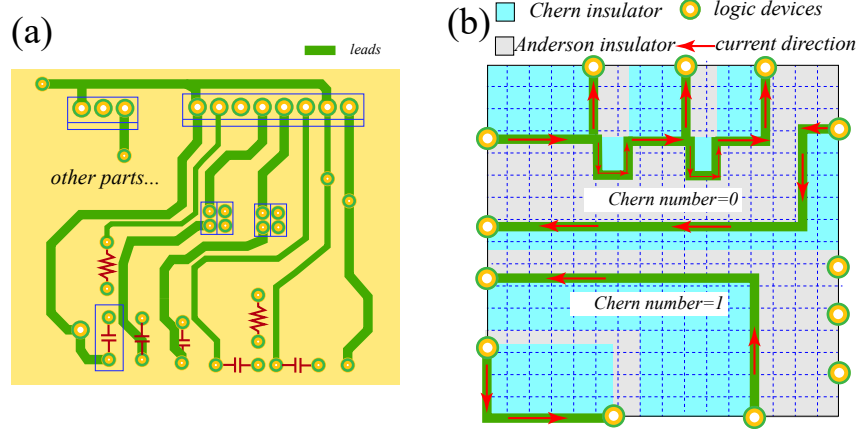 (a)
leads
other parts...
(b)
Chern insulator
logic devices
Anderson insulator
current direction
Chern number=0
Chern number=1